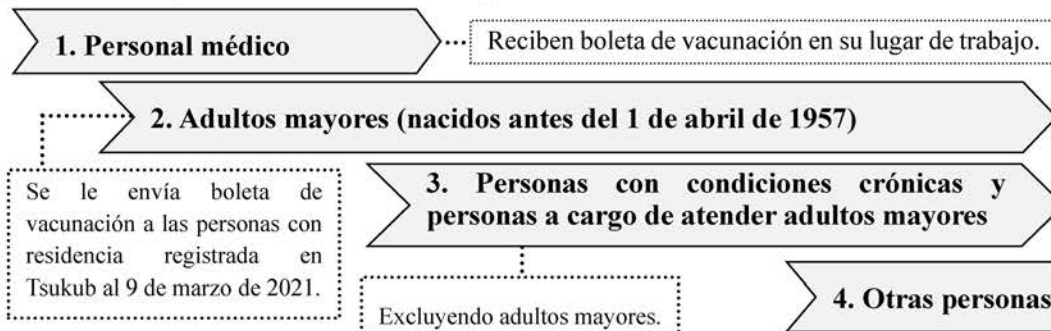 1. Personal médico
Reciben boleta de vacunación en su lugar de trabajo.
2. Adultos mayores (nacidos antes del 1 de abril de 1957)
Se le envía boleta de
vacunación a las personas con
residencia registrada en
Tsukub al 9 de marzo de 2021.
3. Personas con condiciones crónicas y
personas a cargo de atender adultos mayores
Excluyendo adultos mayores.
4. Otras personas